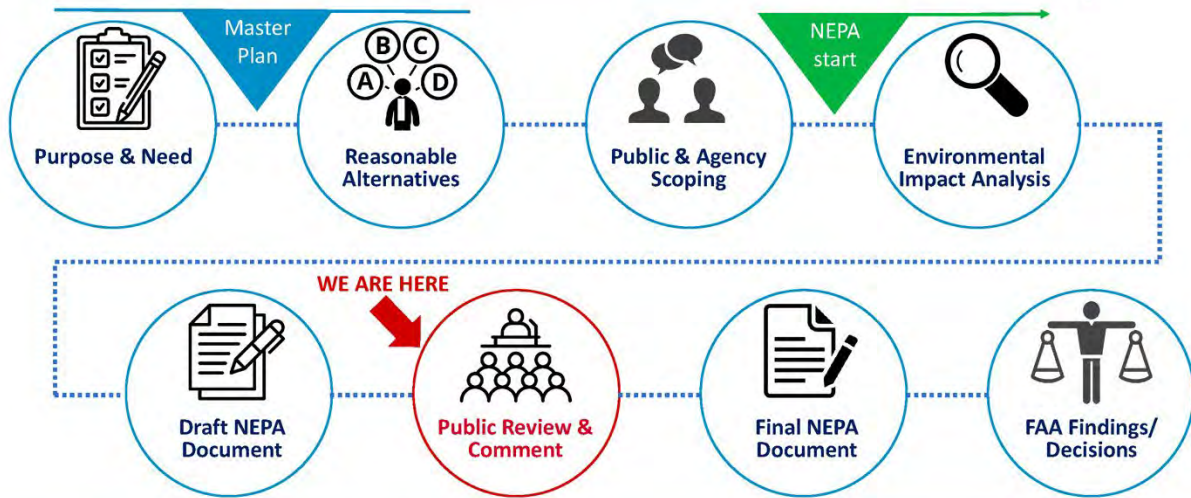 Master
Plan
NEPA
start
B
C
A
D
Purpose & Need
Reasonable
Alternatives
Public & Agency
Scoping
Environmental
Impact Analysis
WE ARE HERE
Draft NEPA
Document
Public Review &
Comment
Final NEPA
Document
FAA Findings/
Decisions